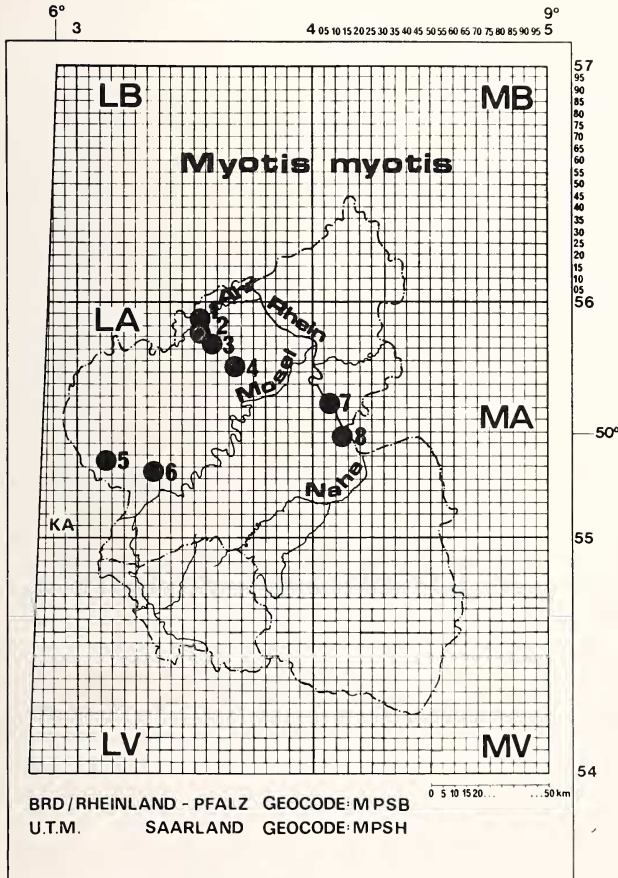 6° 9°
3 4 05 10 15 20 25 30 35 40 45 50 55 60 65 70 75 80 85 90 95 5
57
LB MB
95
90
85
80
75
70
65
60
55
50
45
40
35
30
25
20
15
10
05
Myotis myotis
56
Ahr
LA
1
2
Rhein
3
4
Mosel
7
MA
8
50°
5
6
Nahe
KA
55
LV MV
54
0 5 10 15 20... ...50 km
BRD/RHEINLAND - PFALZ GEOCODE: MPSB
U.T.M. SAARLAND GEOCODE: MPSH